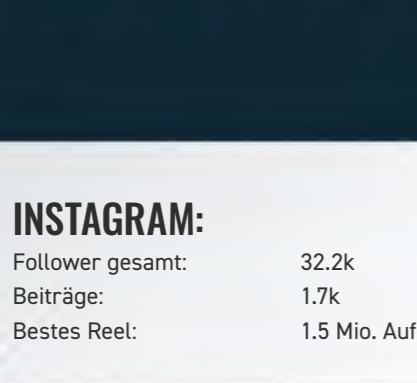 INSTAGRAM:
Follower gesamt: 32.2k
Beiträge: 1.7k
Bestes Reel: 1.5 Mio. Auf